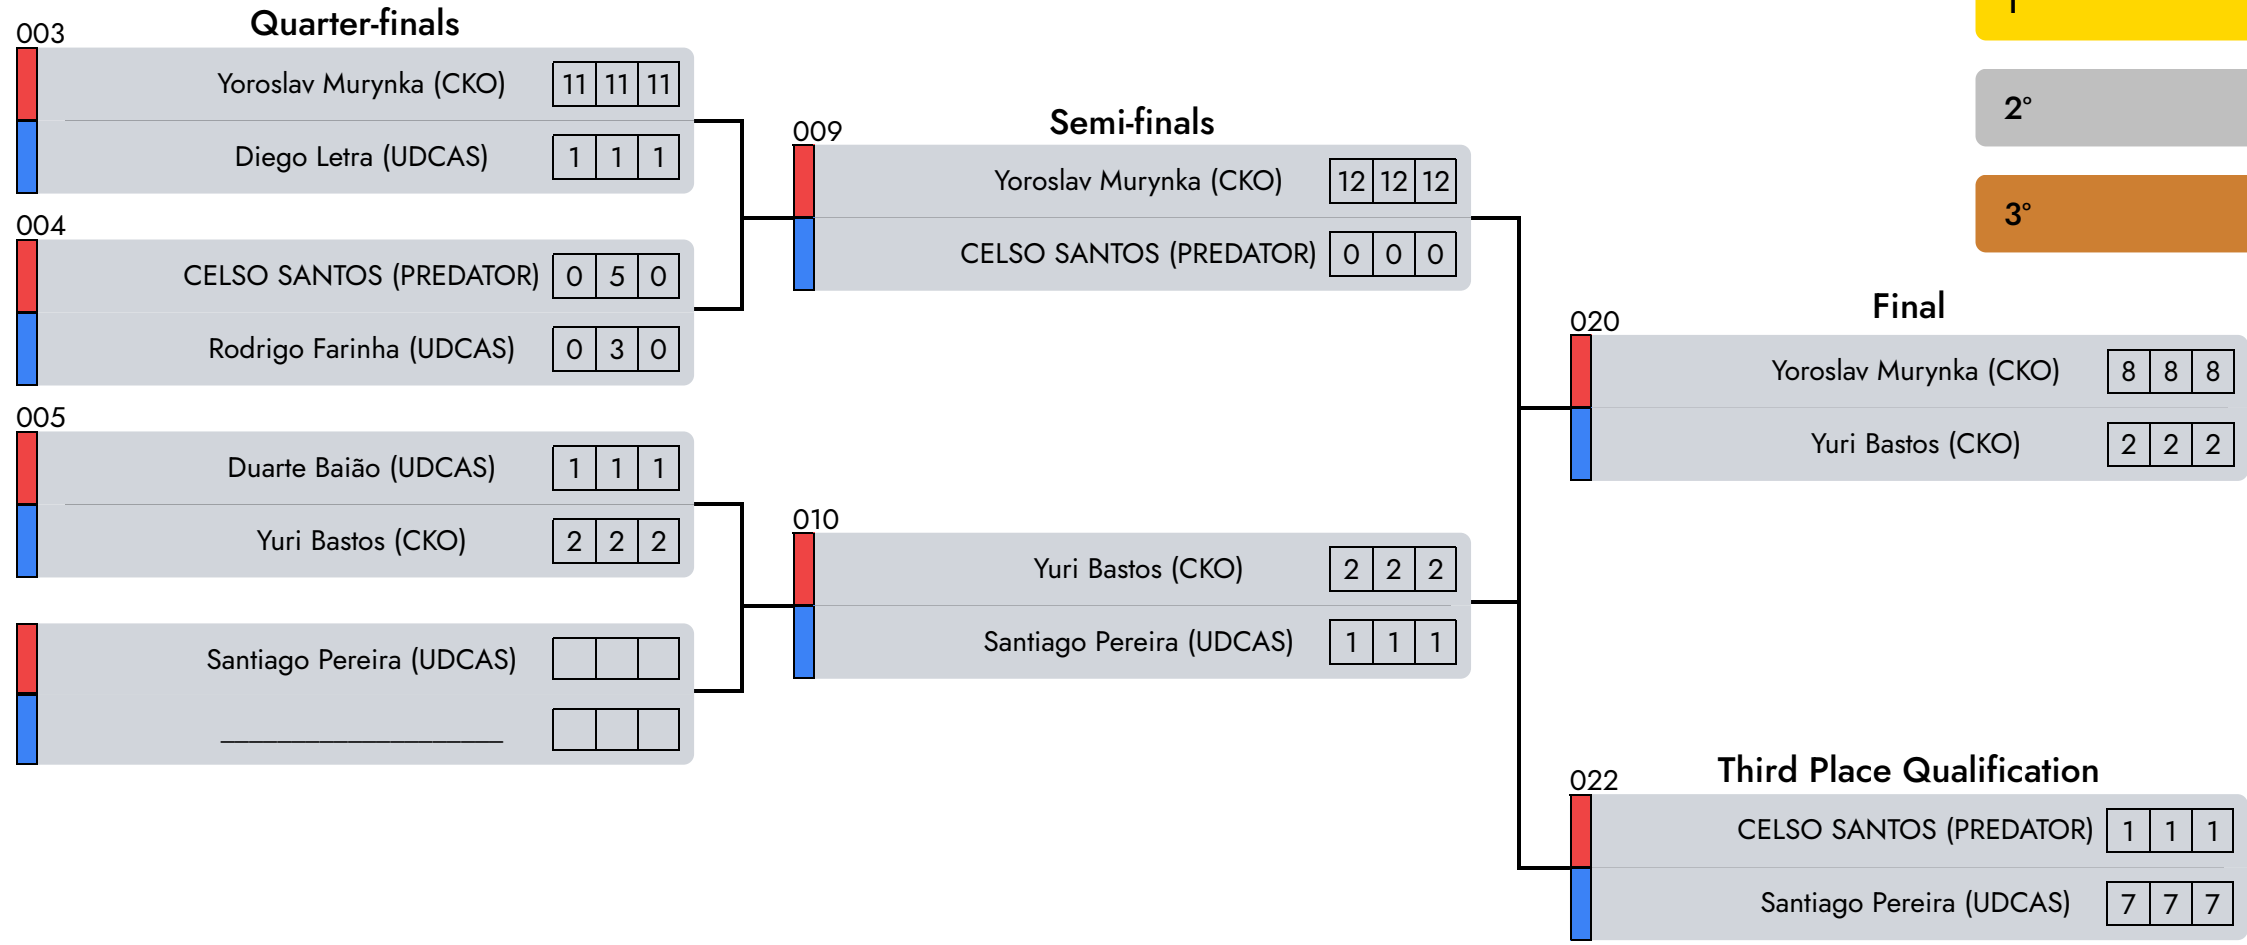 Quarter-finals
003
Yoroslav Murynka (CKO) 11 11 11
Diego Letra (UDCAS) 1 1 1
004
CELSO SANTOS (PREDATOR) 0 5 0
Rodrigo Farinha (UDCAS) 0 3 0
005
Duarte Baião (UDCAS) 1 1 1
Yuri Bastos (CKO) 2 2 2
Santiago Pereira (UDCAS)
Semi-finals
009
Yoroslav Murynka (CKO) 12 12 12
CELSO SANTOS (PREDATOR) 0 0 0
010
Yuri Bastos (CKO) 2 2 2
Santiago Pereira (UDCAS) 1 1 1
2°
3°
Final
020
Yoroslav Murynka (CKO) 8 8 8
Yuri Bastos (CKO) 2 2 2
Third Place Qualification
022
CELSO SANTOS (PREDATOR) 1 1 1
Santiago Pereira (UDCAS) 7 7 7